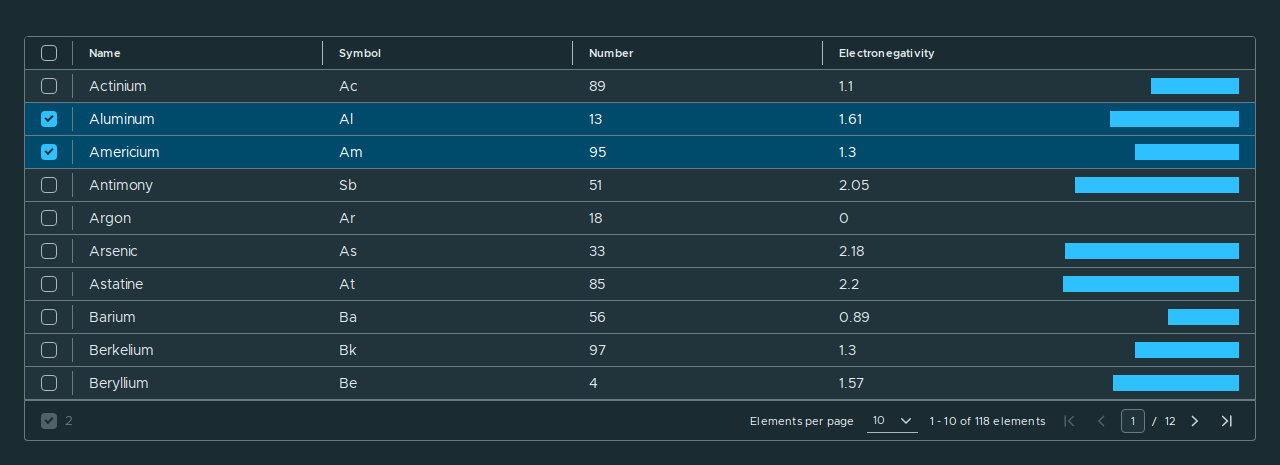 Name Symbol Number Electronegativity
Actinium Ac 89 1.1
Aluminum Al 13 1.61
Americium Am 95 1.3
Antimony Sb 51 2.05
Argon Ar 18 0
Arsenic As 33 2.18
Astatine At 85 2.2
Barium Ba 56 0.89
Berkelium Bk 97 1.3
Beryllium Be 4 1.57
2 Elements per page 10 1 - 10 of 118 elements 1 / 12